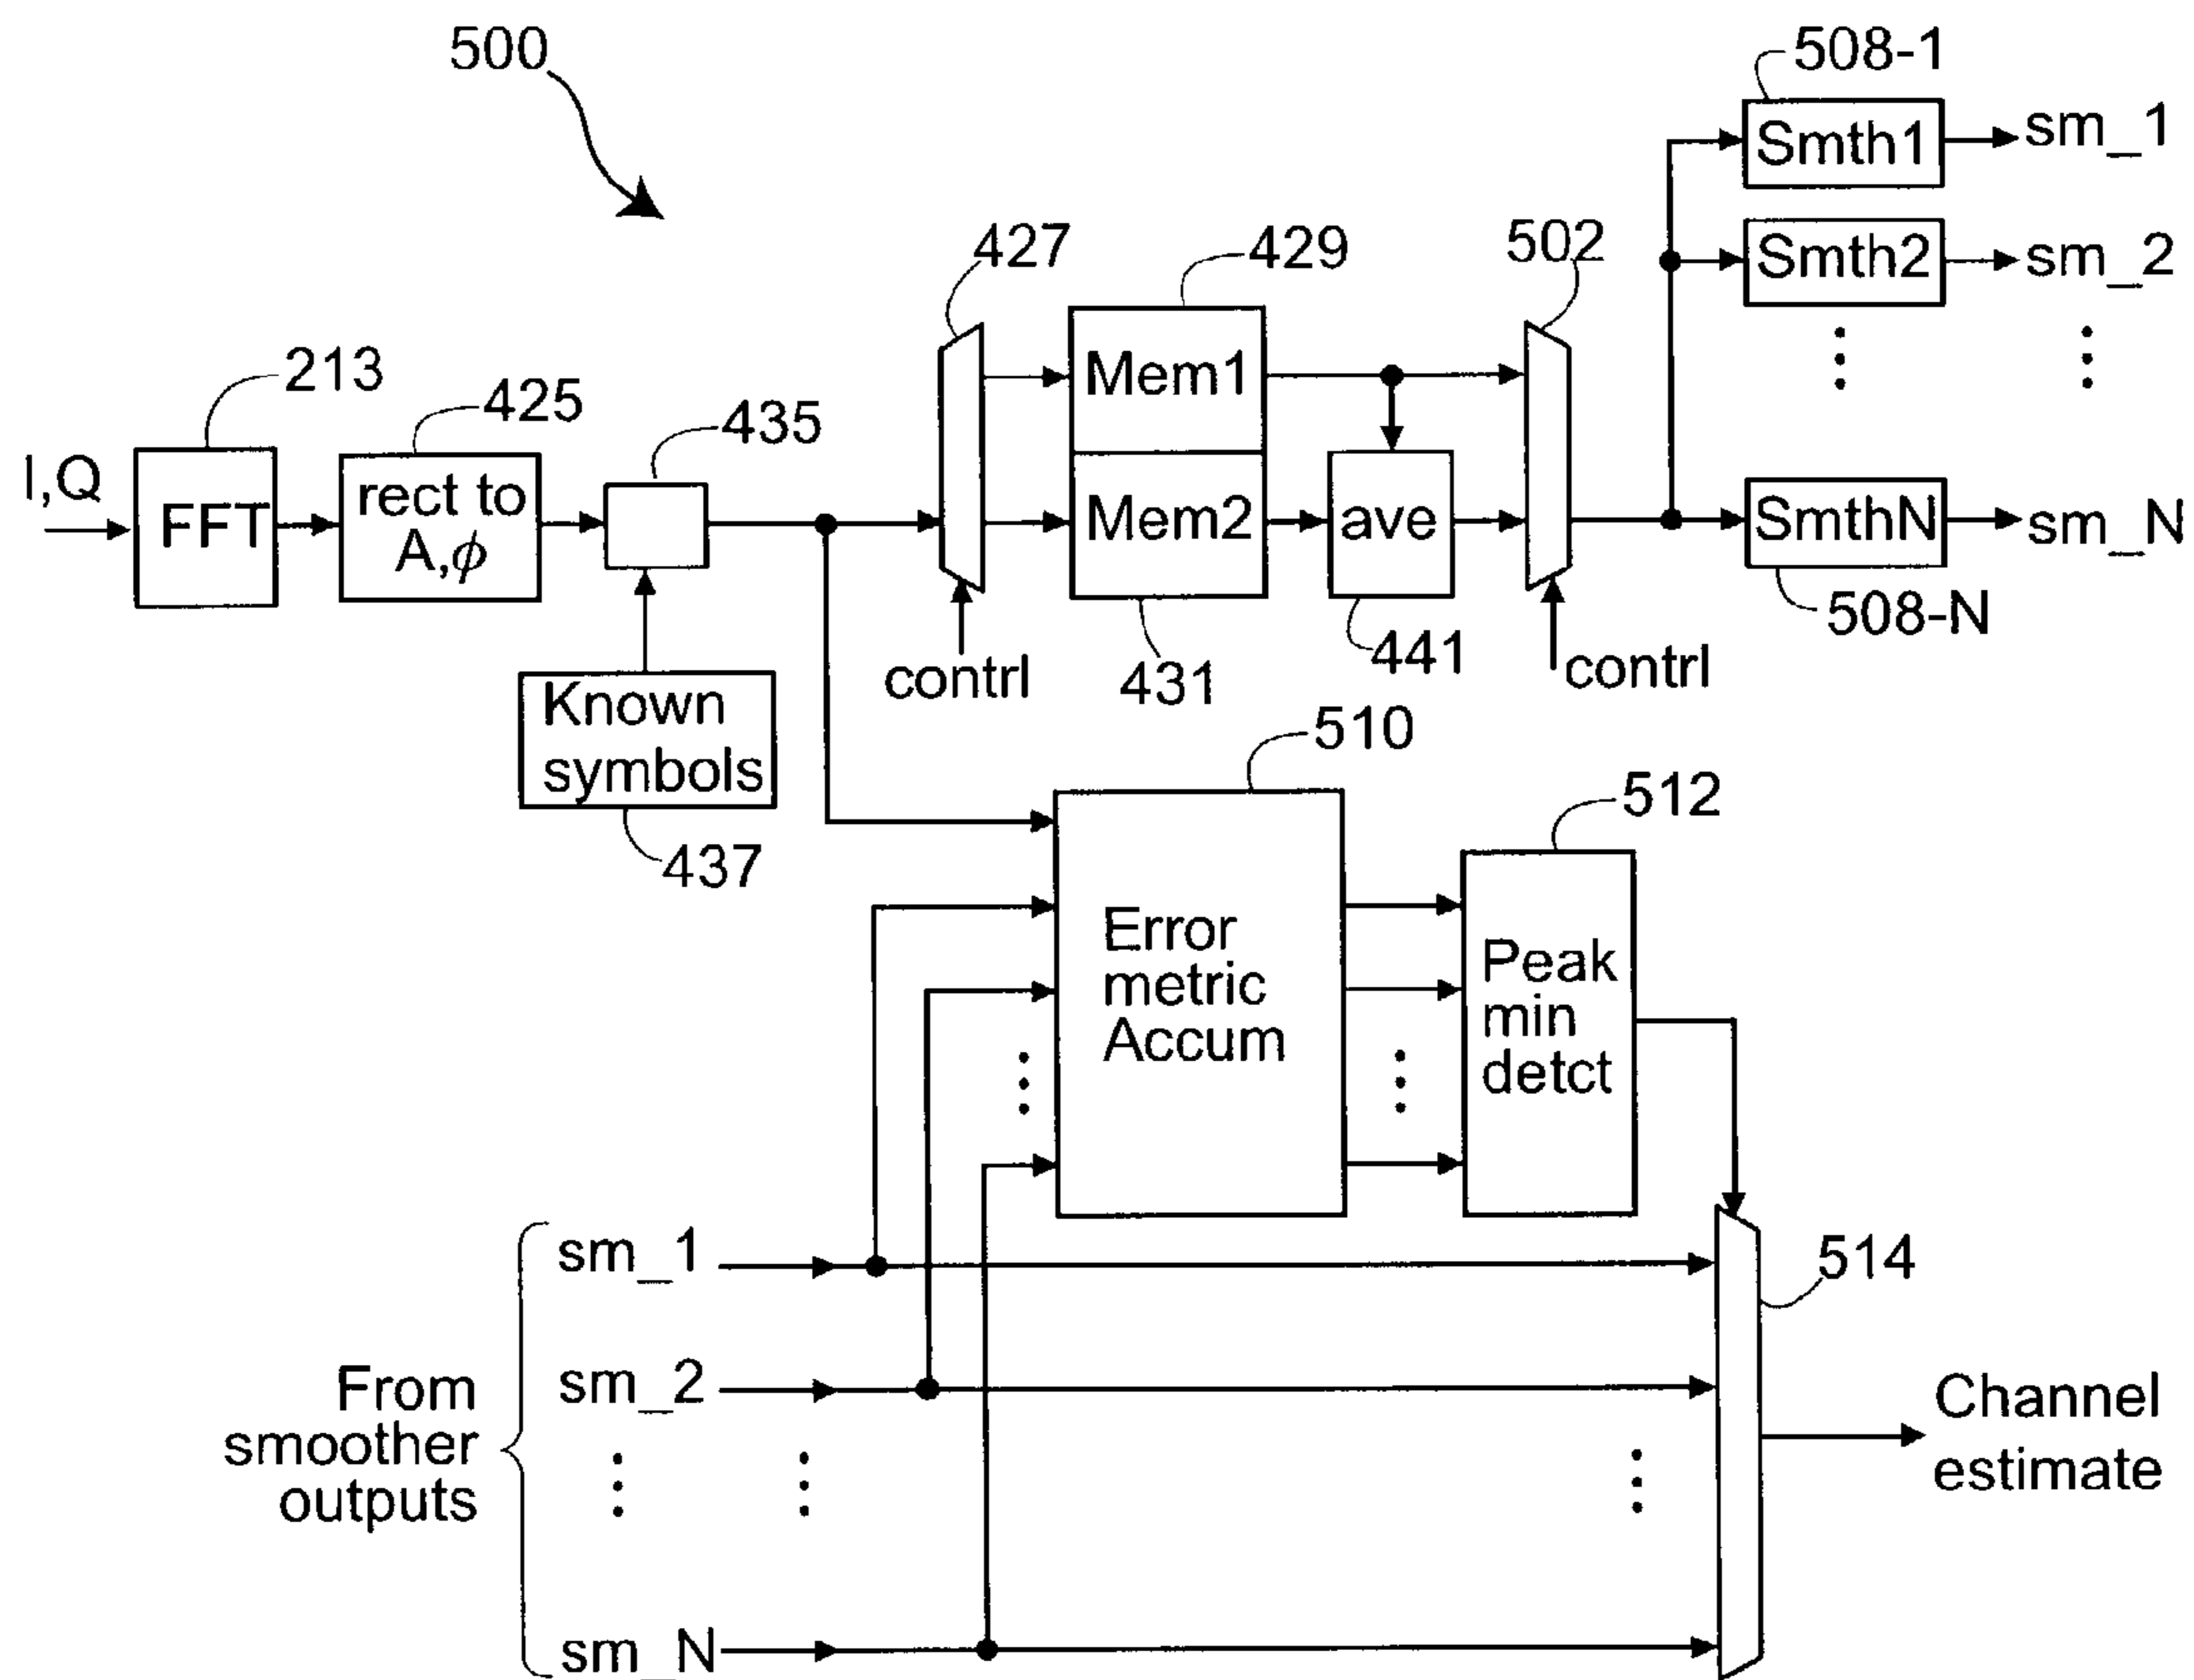 500
508-1
Smth1
sm_1
427
429
502
Smth2
sm_2
213
425
435
Mem1
I,Q
FFT
rect to
A,ϕ
Mem2
ave
SmthN
sm_N
508-N
contrl
431
441
contrl
Known
symbols
437
510
512
Error
metric
Accum
Peak
min
detct
514
sm_1
sm_2
From
smoother
outputs
sm_N
Channel
estimate